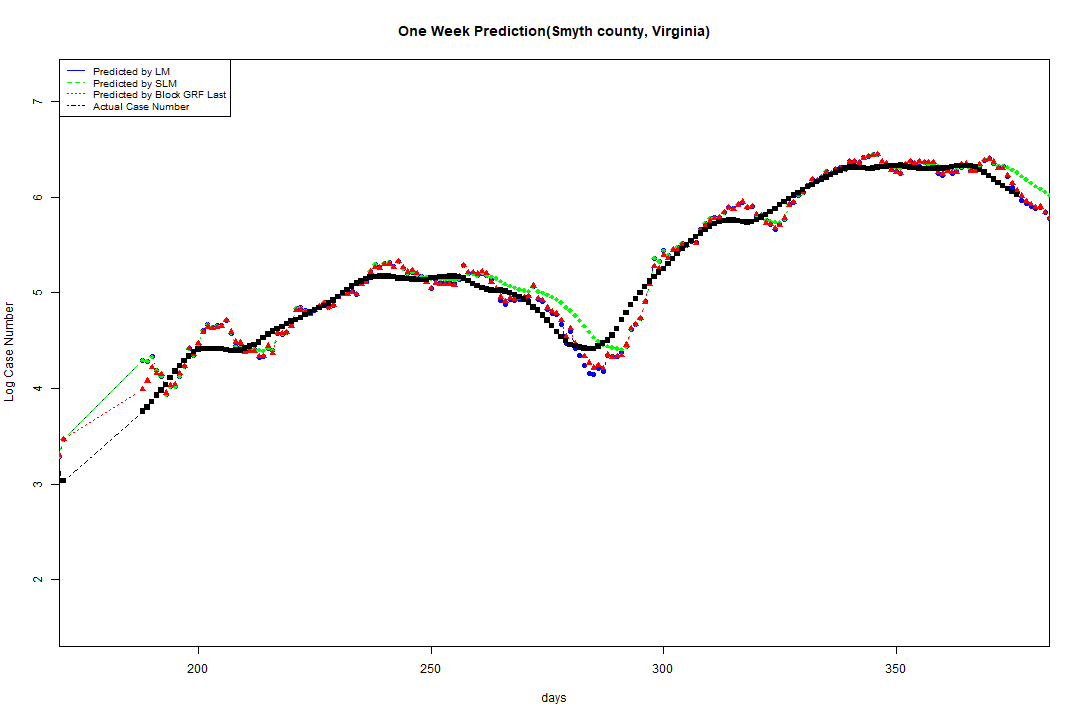 One Week Prediction(Smyth county, Virginia)
Predicted by LM
Predicted by SLM
Predicted by Block GRF Last
Actual Case Number
7
6
5
4
3
2
Log Case Number
200
250
300
350
days